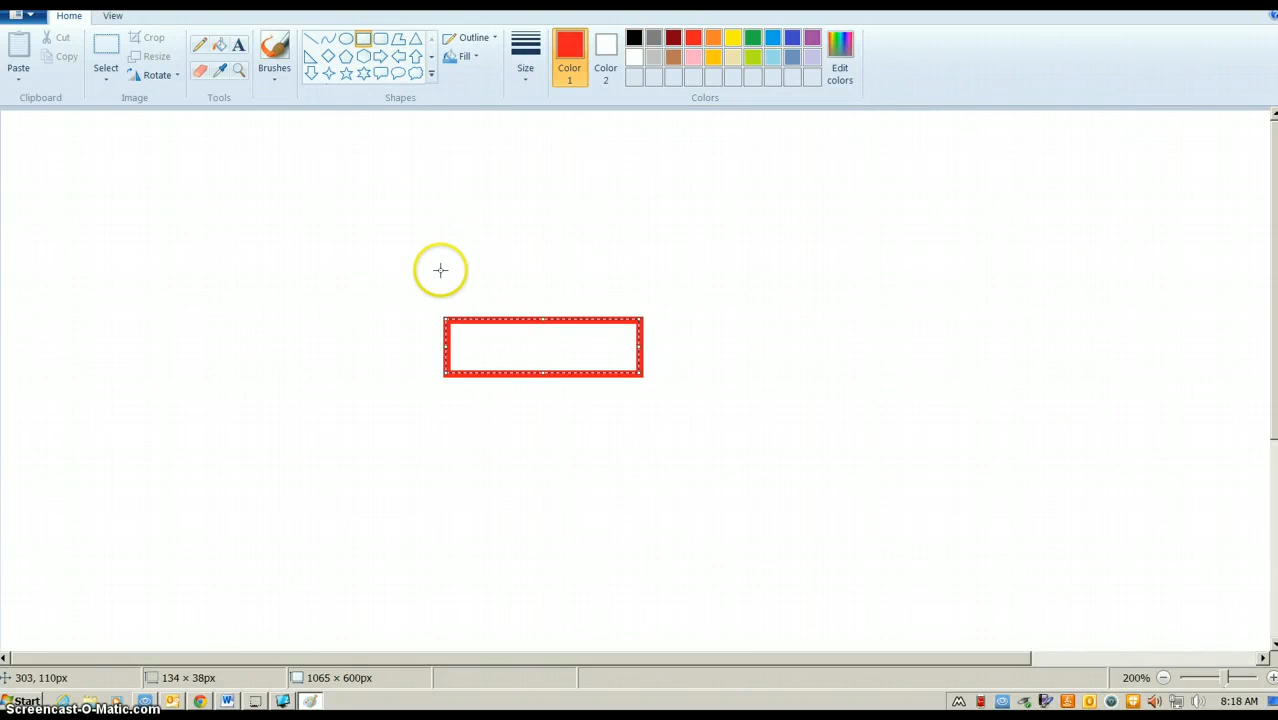 Home View
Paste
Cut
Copy
Clipboard
Select
Crop
Resize
Rotate
Image
A
Tools
Brushes
Shapes
Outline
Fill
Size
Color
1
Color
2
Edit
colors
Colors
303, 110px 134 × 38px 1065 × 600px 200%
Start W 8:18 AM
Screencast-O-Matic.com